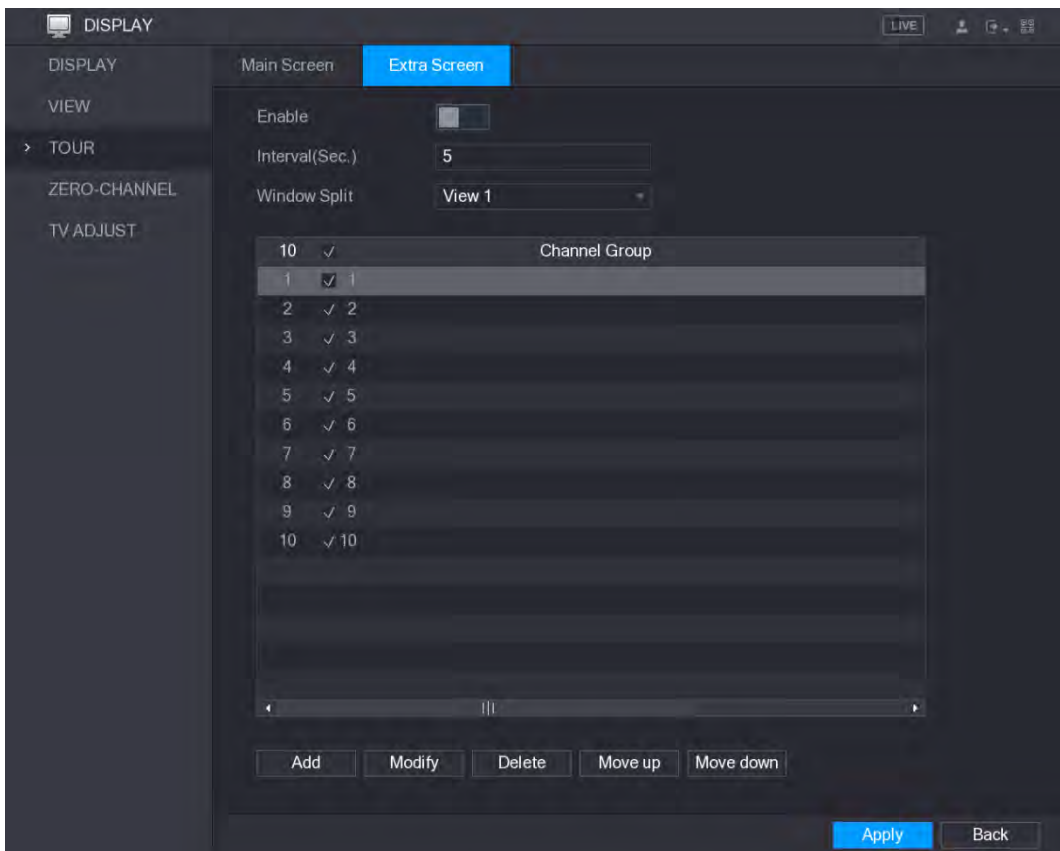 DISPLAY
LIVE
DISPLAY
VIEW
TOUR
ZERO-CHANNEL
TV ADJUST
Main Screen
Extra Screen
Enable
Interval(Sec.)
5
Window Split
View 1
10 Channel Group
1 1
2 2
3 3
4 4
5 5
6 6
7 7
8 8
9 9
10 10
Add
Modify
Delete
Move up
Move down
Apply
Back